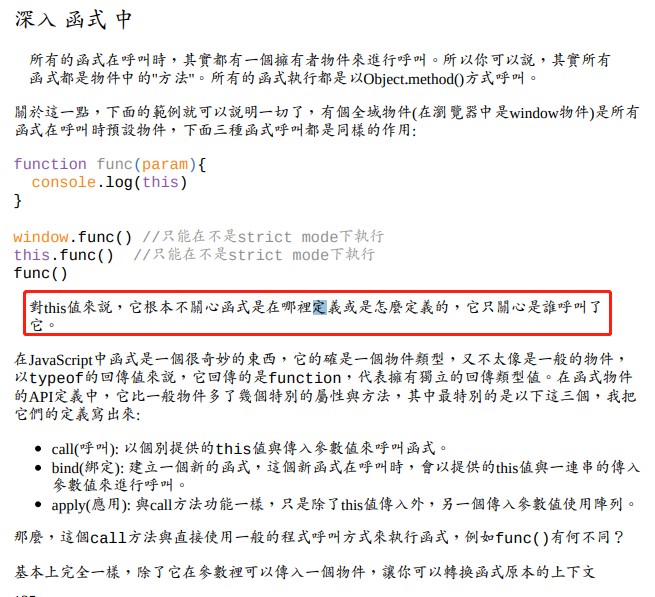 深入 函式 中
所有的函式在呼叫時，其實都有一個擁有者物件來進行呼叫。所以你可以說，其實所有
函式都是物件中的"方法"。所有的函式執行都是以Object.method()方式呼叫。
關於這一點，下面的範例就可以說明一切了，有個全域物件(在瀏覽器中是window物件)是所有
函式在呼叫時預設物件，下面三種函式呼叫都是同樣的作用:
function func(param){
  console.log(this)
}
window.func() //只能在不是strict mode下執行
this.func()  //只能在不是strict mode下執行
func()
對this值來說，它根本不關心函式是在哪裡定義或是怎麼定義的，它只關心是誰呼叫了
它。
在JavaScript中函式是一個很奇妙的東西，它的確是一個物件類型，又不太像是一般的物件，
以typeof的回傳值來說，它回傳的是function，代表擁有獨立的回傳類型值。在函式物件
的API定義中，它比一般物件多了幾個特別的屬性與方法，其中最特別的是以下這三個，我把
它們的定義寫出來:
• call(呼叫): 以個別提供的this值與傳入參數值來呼叫函式。
• bind(綁定): 建立一個新的函式，這個新函式在呼叫時，會以提供的this值與一連串的傳入
參數值來進行呼叫。
• apply(應用): 與call方法功能一樣，只是除了this值傳入外，另一個傳入參數值使用陣列。
那麼，這個call方法與直接使用一般的程式呼叫方式來執行函式，例如func()有何不同？
基本上完全一樣，除了它在參數裡可以傳入一個物件，讓你可以轉換函式原本的上下文